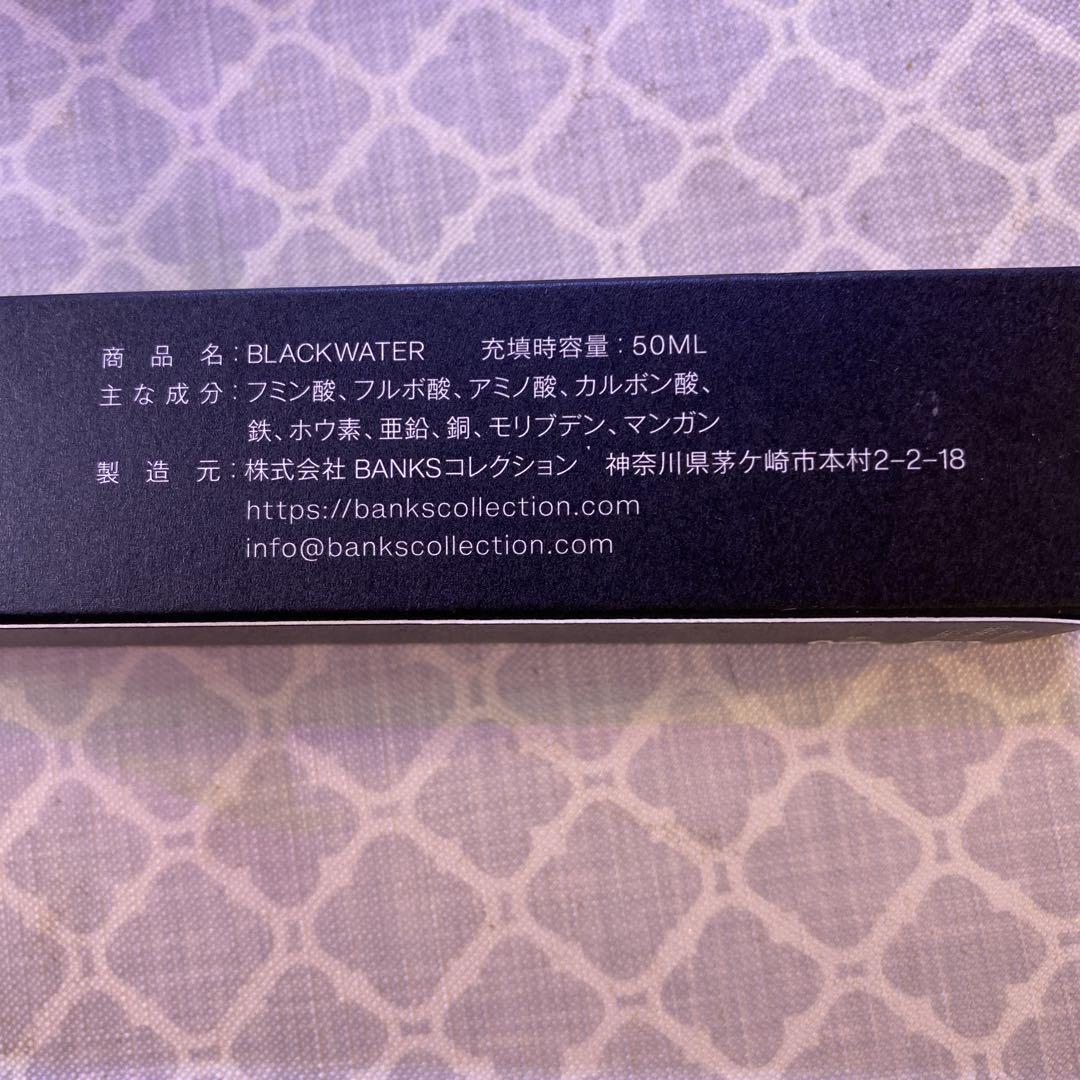 商品名：BLACKWATER 充填時容量：50ML
主な成分：フミン酸、フルボ酸、アミノ酸、カルボン酸、
鉄、ホウ素、亜鉛、銅、モリブデン、マンガン
製造元：株式会社 BANKSコレクション 神奈川県茅ケ崎市本村2-2-18
https://bankscollection.com
info@bankscollection.com